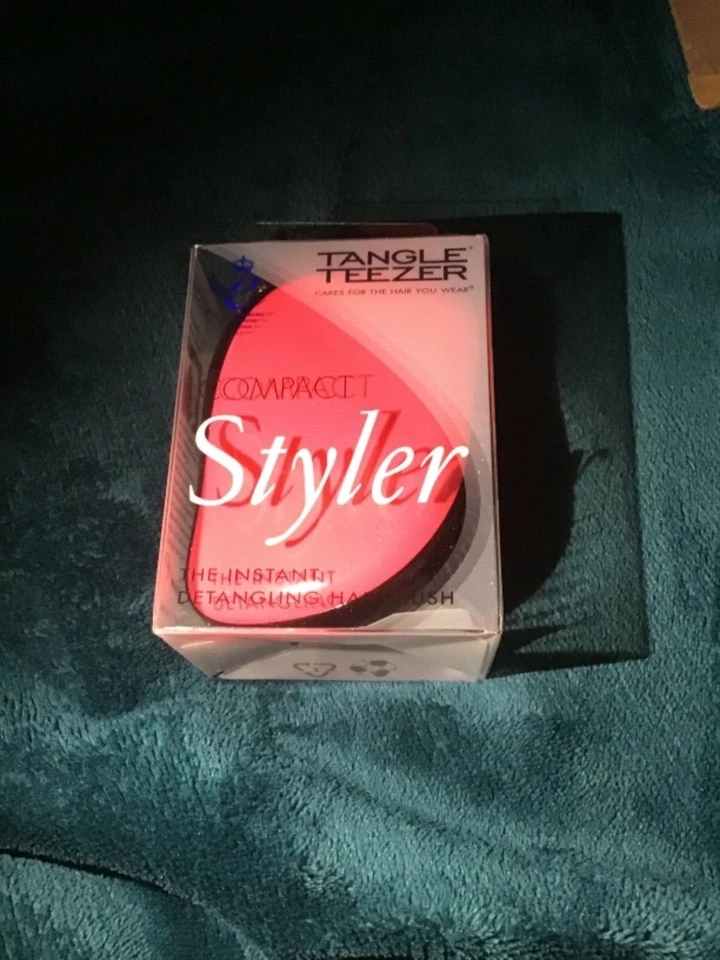 TANGLE
TEEZER®
CARES FOR THE HAIR YOU WEAR®
COMPACT
Styler
THE INSTANT
DETANGLING HAIRBRUSH